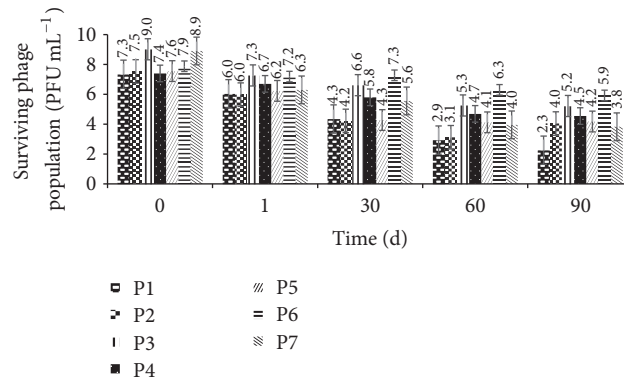 Surviving phage
population (PFU mL−1)
10
8
6
4
2
0
7.3 7.5 9.0 7.4 7.6 7.9 8.9
6.0 6.0 7.3 6.7 6.2 7.2 6.3
4.3 4.2 6.6 5.8 4.3 7.3 5.6
2.9 3.1 5.3 4.7 4.1 6.3 4.0
2.3 4.0 5.2 4.5 4.2 5.9 3.8
0 1 30 60 90
Time (d)
P1
P2
P3
P4
P5
P6
P7